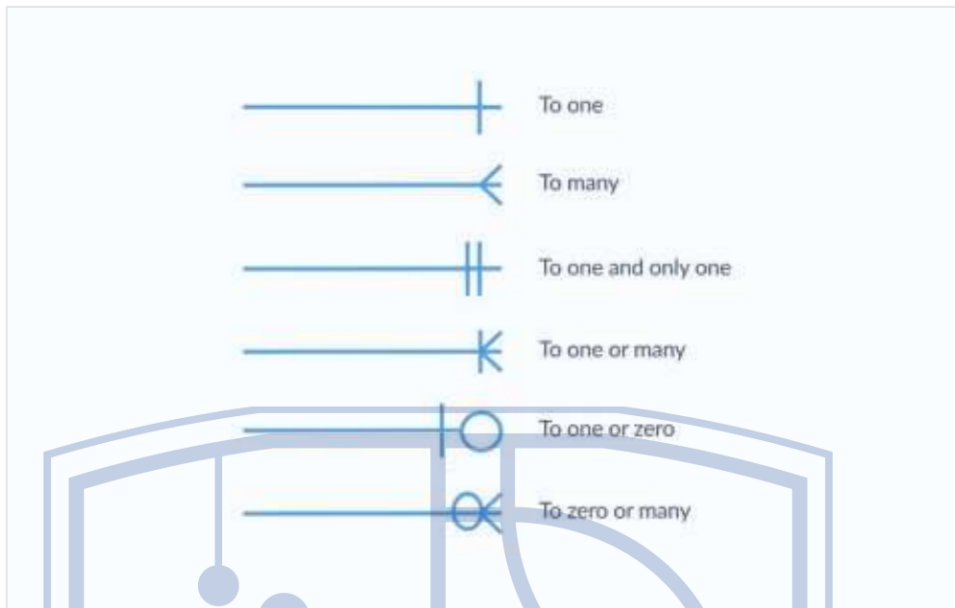 To one
To many
To one and only one
To one or many
To one or zero
To zero or many